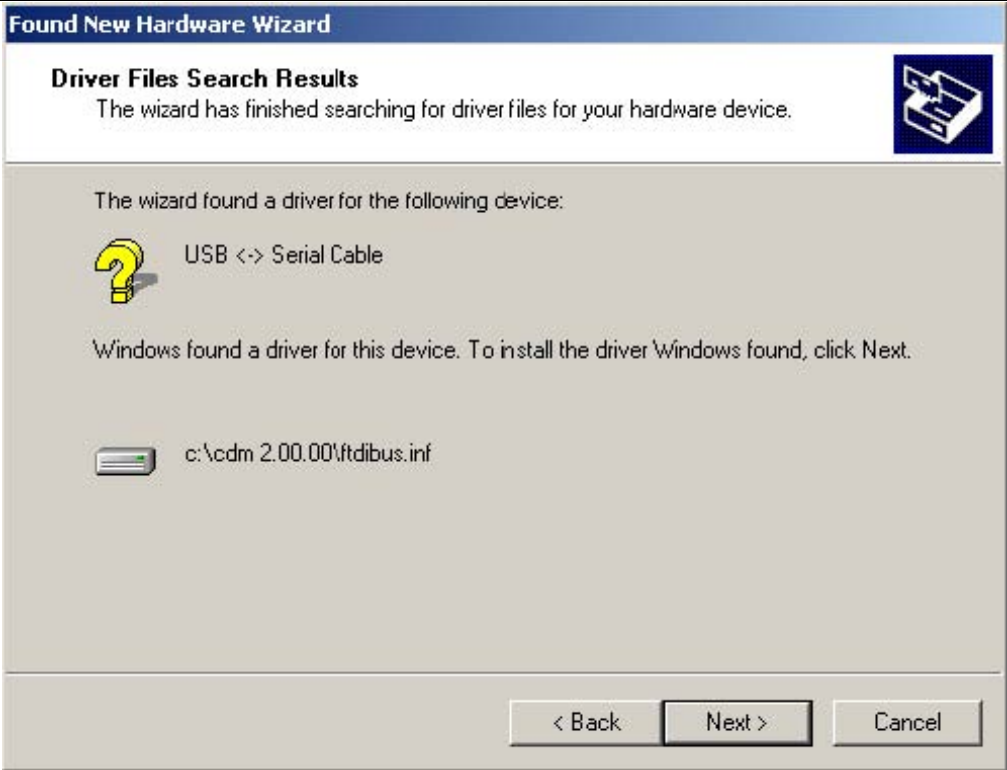 Found New Hardware Wizard
Driver Files Search Results
The wizard has finished searching for driver files for your hardware device.
The wizard found a driver for the following device:
USB <-> Serial Cable
Windows found a driver for this device. To install the driver Windows found, click Next.
c:\cdm 2.00.00\ftdibus.inf
< Back Next > Cancel